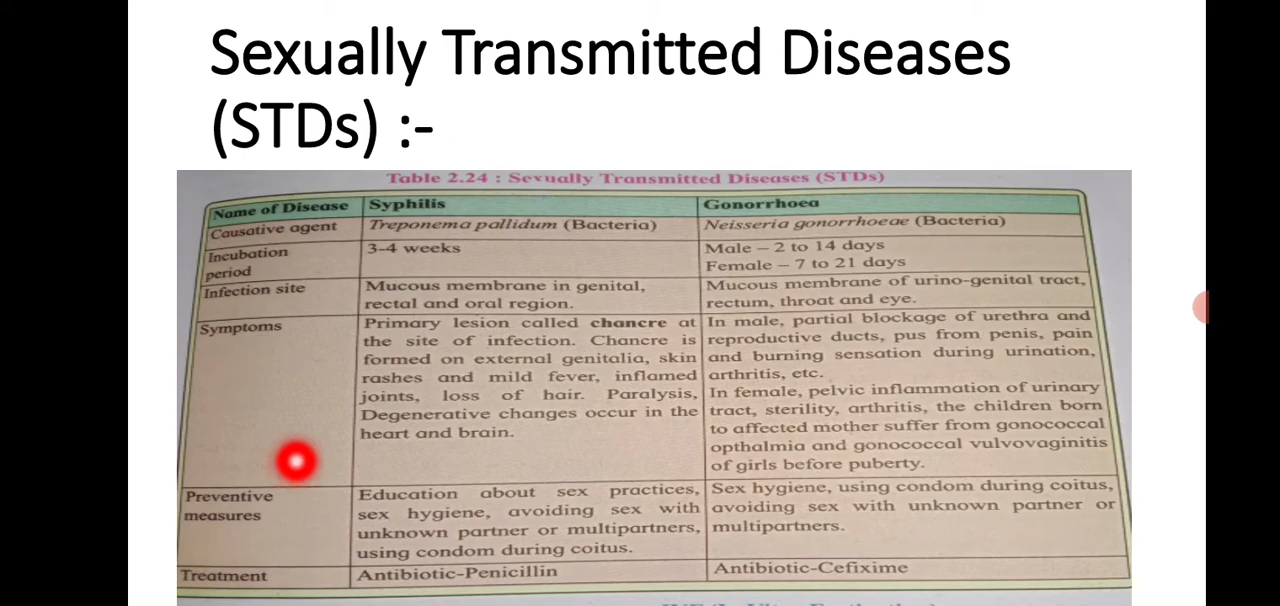 Sexually Transmitted Diseases
(STDs) :-
Table 2.24 : Sexually Transmitted Diseases (STDs)
Name of Disease Syphilis Gonorrhoea
Causative agent Treponema pallidum (Bacteria) Neisseria gonorrhoeae (Bacteria)
Incubation
period
3-4 weeks
Male – 2 to 14 days
Female – 7 to 21 days
Infection site
Mucous membrane in genital,
rectal and oral region.
Mucous membrane of urino-genital tract,
rectum, throat and eye.
Symptoms
Primary lesion called chancre at
the site of infection. Chancre is
formed on external genitalia, skin
rashes and mild fever, inflamed
joints, loss of hair. Paralysis,
Degenerative changes occur in the
heart and brain.
In male, partial blockage of urethra and
reproductive ducts, pus from penis, pain
and burning sensation during urination,
arthritis, etc.
In female, pelvic inflammation of urinary
tract, sterility, arthritis, the children born
to affected mother suffer from gonococcal
opthalmia and gonococcal vulvovaginitis
of girls before puberty.
Preventive
measures
Education about sex practices,
sex hygiene, avoiding sex with
unknown partner or multipartners,
using condom during coitus.
Sex hygiene, using condom during coitus,
avoiding sex with unknown partner or
multipartners.
Treatment Antibiotic-Penicillin Antibiotic-Cefixime